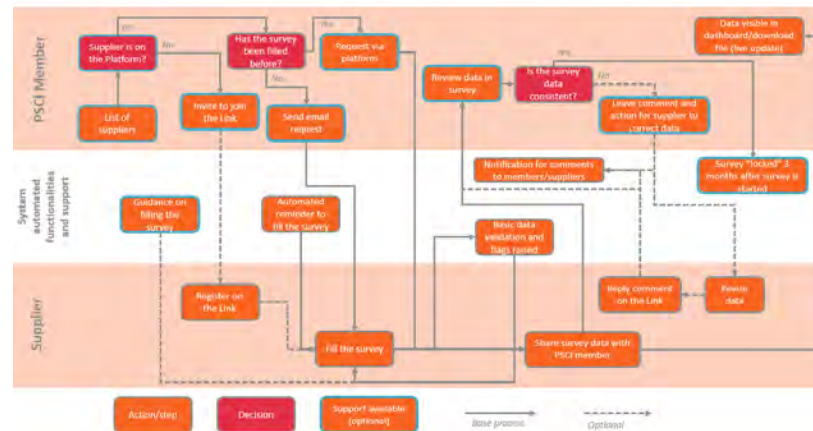 PSCI Member
Yes
Supplier is on
the Platform?
No
Has the survey
been filled
before?
Yes
Request via
platform
No
List of
suppliers
Invite to join
the Link
Send email
request
Review data in
survey
Is the survey
data
consistent?
Yes
No
Data visible in
dashboard/download
file (live update)
Leave comment and
action for supplier to
correct data
System
automated
functionalities
and support
Guidance on
filling the
survey
Automated
reminder to
fill the survey
Notification for comments
to members/suppliers
Basic data
validation and
flags raised
Survey "locked" 3
months after survey is
started
Supplier
Register on
the Link
Fill the survey
Share survey data with
PSCI member
Reply comment
on the Link
data
Action/step
Decision
Support available
(optional)
Base process
Optional